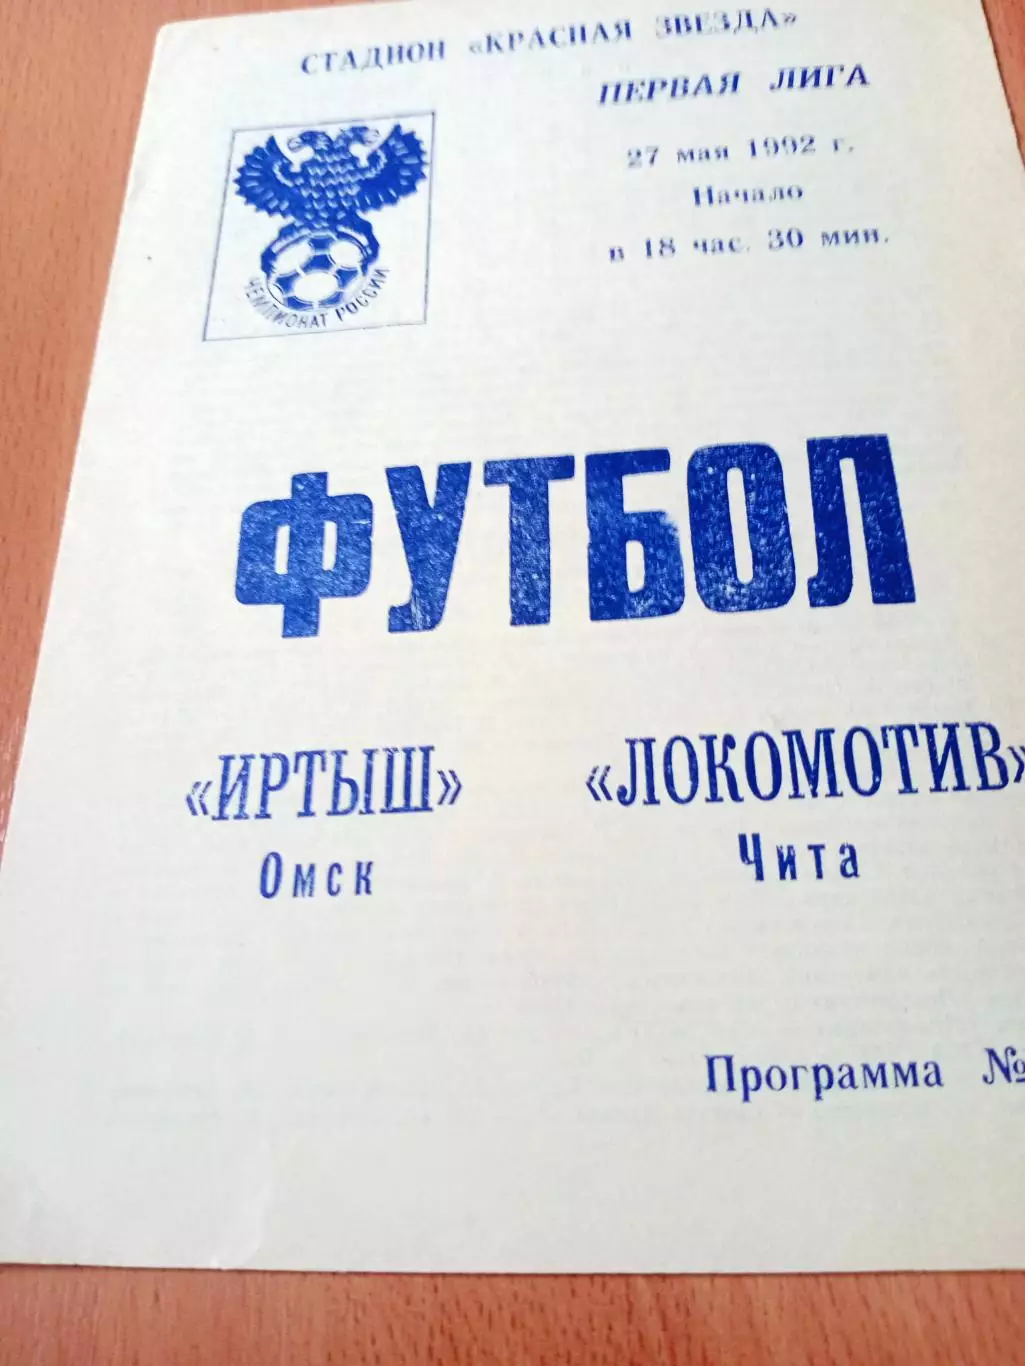 СТАДИОН «КРАСНАЯ ЗВЕЗДА»
ПЕРВАЯ ЛИГА
27 мая 1992 г.
Начало
в 18 час. 30 мин.
ЧЕМПИОНАТ РОССИИ
ФУТБОЛ
«ИРТЫШ»
Омск
«ЛОКОМОТИВ»
Чита
Программа №